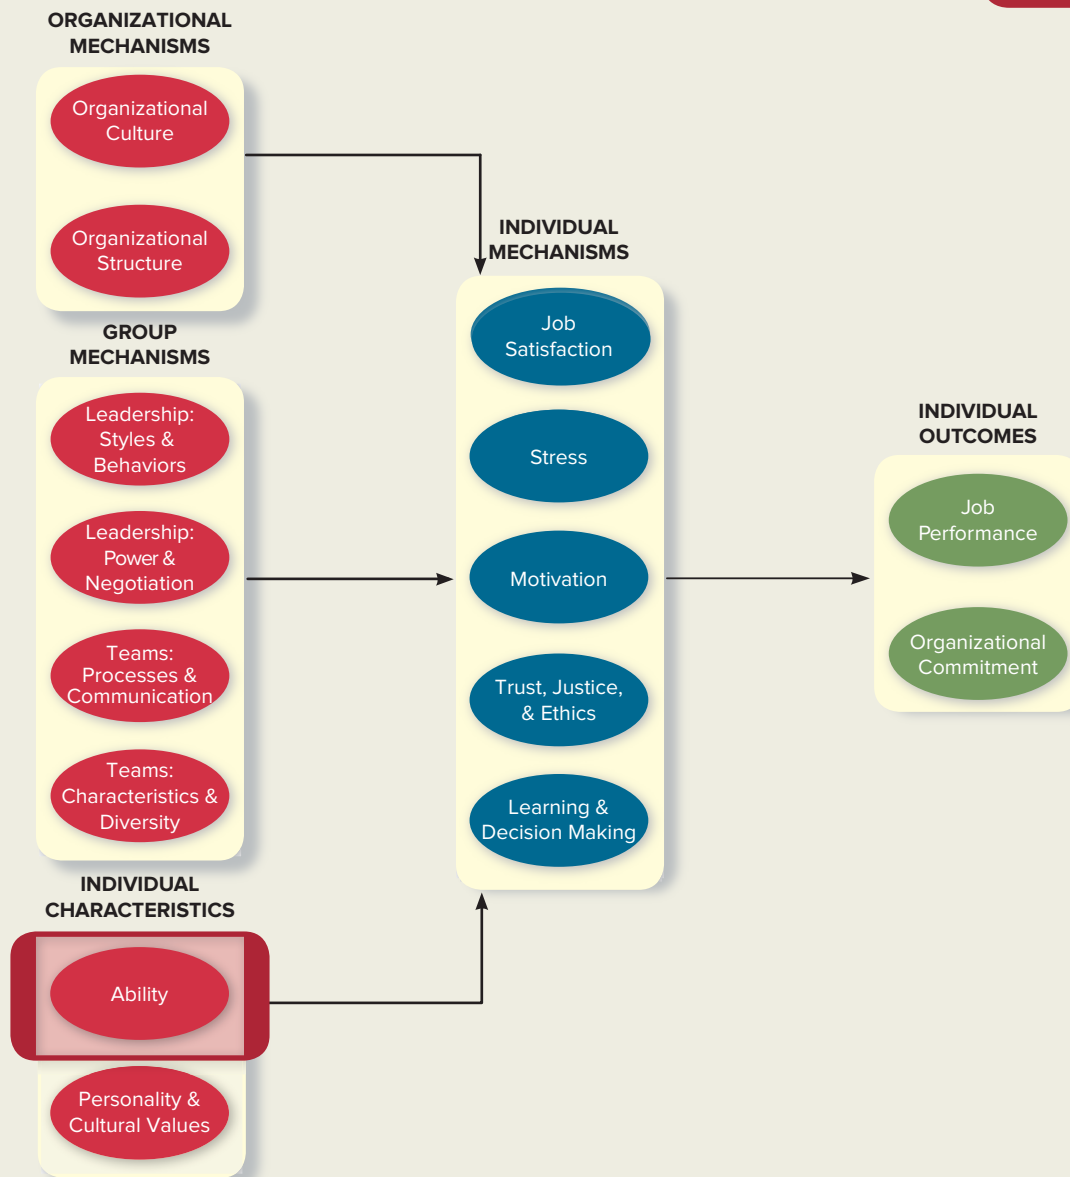 ORGANIZATIONAL
MECHANISMS
Organizational
Culture
Organizational
Structure
GROUP
MECHANISMS
Leadership:
Styles &
Behaviors
Leadership:
Power &
Negotiation
Teams:
Processes &
Communication
Teams:
Characteristics &
Diversity
INDIVIDUAL
CHARACTERISTICS
Ability
Personality &
Cultural Values
INDIVIDUAL
MECHANISMS
Job
Satisfaction
Stress
Motivation
Trust, Justice,
& Ethics
Learning &
Decision Making
INDIVIDUAL
OUTCOMES
Job
Performance
Organizational
Commitment